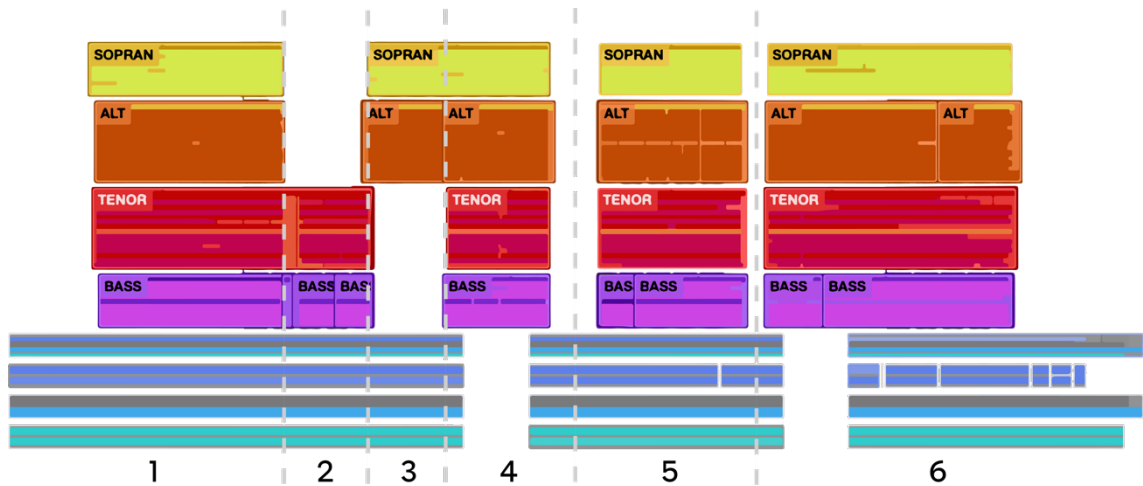 SOPRAN SOPRAN SOPRAN SOPRAN
ALT ALT ALT ALT ALT ALT
TENOR TENOR TENOR TENOR
BASS BASS BAS BASS BAS BASS BASS BASS
1 2 3 4 5 6